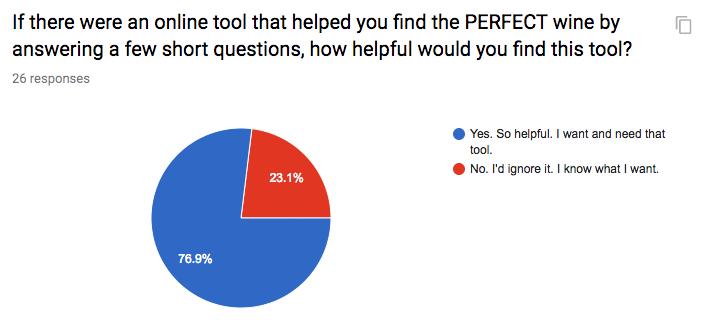 If there were an online tool that helped you find the PERFECT wine by
answering a few short questions, how helpful would you find this tool?
26 responses
Yes. So helpful. I want and need that
tool.
No. I'd ignore it. I know what I want.
23.1%
76.9%